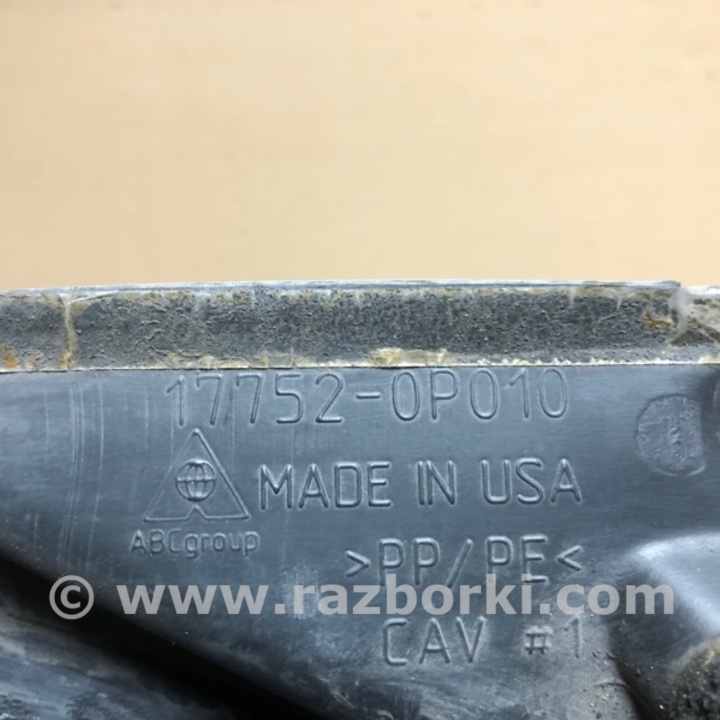 17752-0P010
MADE IN USA
ABCgroup
>PP/PE<
© www.razborki.com
CAV #1